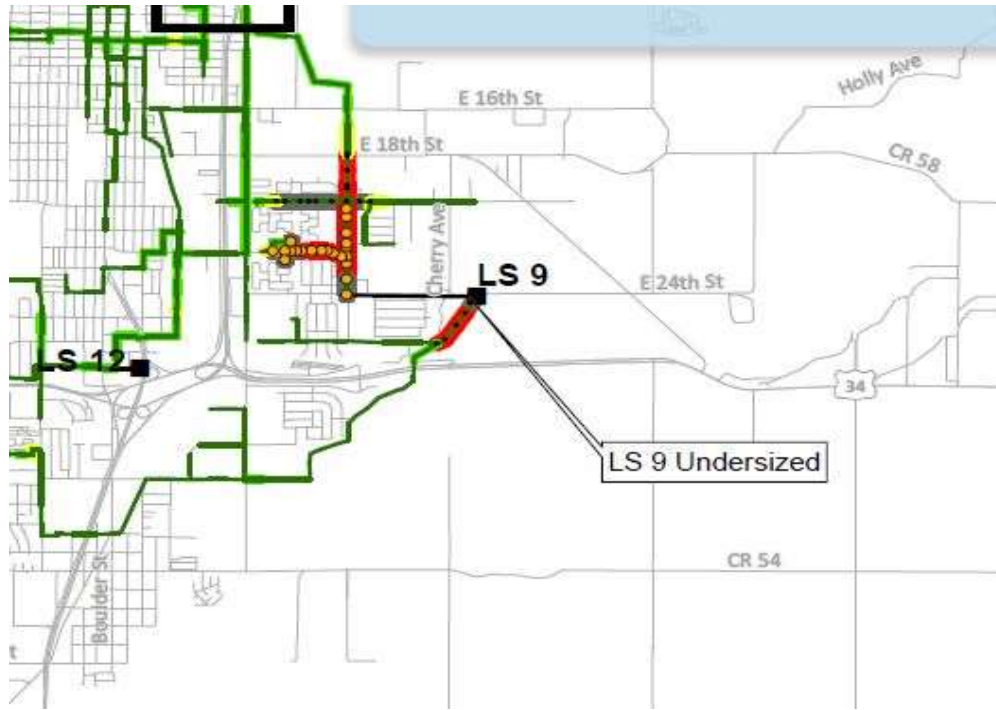 Holly Ave
E 16th St
E 18th St
CR 58
Cherry Ave
LS 9
E 24th St
LS 12
34
LS 9 Undersized
CR 54
Boulder St
t